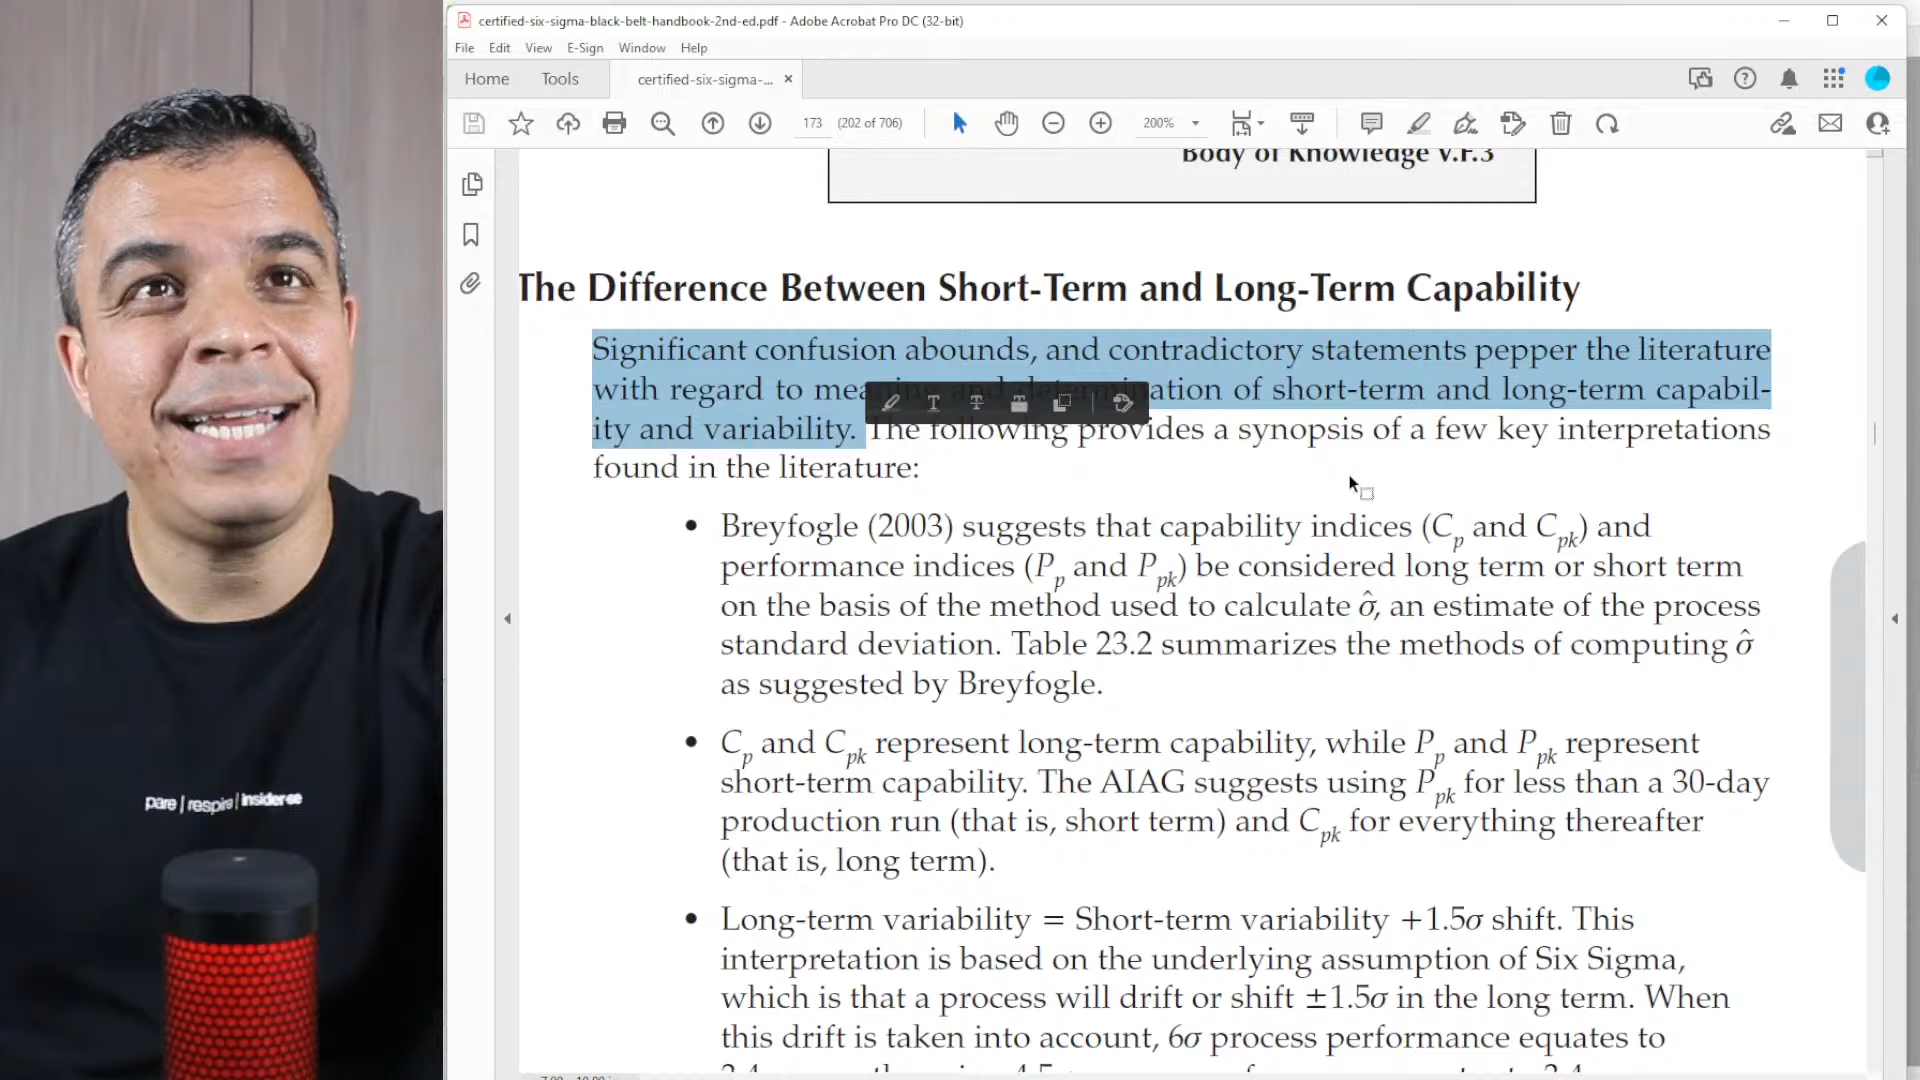 certified-six-sigma-black-belt-handbook-2nd-ed.pdf - Adobe Acrobat Pro DC (32-bit)
File Edit View E-Sign Window Help
Home Tools certified-six-sigma-... ×
173 (202 of 706) 200%
Body of Knowledge V.F.3
The Difference Between Short-Term and Long-Term Capability
Significant confusion abounds, and contradictory statements pepper the literature
with regard to meaning and determination of short-term and long-term capabil-
ity and variability. The following provides a synopsis of a few key interpretations
found in the literature:
• Breyfogle (2003) suggests that capability indices (Cp and Cpk) and
performance indices (Pp and Ppk) be considered long term or short term
on the basis of the method used to calculate σ̂, an estimate of the process
standard deviation. Table 23.2 summarizes the methods of computing σ̂
as suggested by Breyfogle.
• Cp and Cpk represent long-term capability, while Pp and Ppk represent
short-term capability. The AIAG suggests using Ppk for less than a 30-day
production run (that is, short term) and Cpk for everything thereafter
(that is, long term).
• Long-term variability = Short-term variability +1.5σ shift. This
interpretation is based on the underlying assumption of Six Sigma,
which is that a process will drift or shift ±1.5σ in the long term. When
this drift is taken into account, 6σ process performance equates to
pare | respire | insider-se